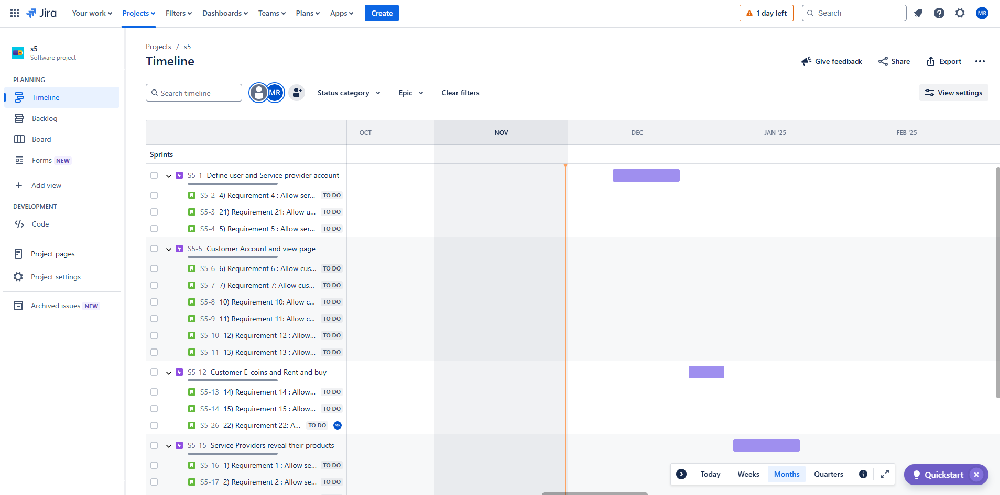 Jira Your work Projects Filters Dashboards Teams Plans Apps Create 1 day left Search MR
s5
Software project
PLANNING
Timeline
Backlog
Board
Forms NEW
Add view
DEVELOPMENT
Code
Project pages
Project settings
Archived issues NEW
Projects / s5
Timeline
Give feedback Share Export
Search timeline MR Status category Epic Clear filters View settings
OCT NOV DEC JAN '25 FEB '25
Sprints
S5-1 Define user and Service provider account
S5-2 4) Requirement 4 : Allow ser... TO DO
S5-3 21) Requirement 21: Allow u... TO DO
S5-4 5) Requirement 5 : Allow ser... TO DO
S5-5 Customer Account and view page
S5-6 6) Requirement 6 : Allow cus... TO DO
S5-7 7) Requirement 7: Allow cus... TO DO
S5-8 10) Requirement 10: Allow c... TO DO
S5-9 11) Requirement 11: Allow c... TO DO
S5-10 12) Requirement 12 : Allow... TO DO
S5-11 13) Requirement 13 : Allow... TO DO
S5-12 Customer E-coins and Rent and buy
S5-13 14) Requirement 14 : Allow... TO DO
S5-14 15) Requirement 15 : Allow... TO DO
S5-26 22) Requirement 22: A... TO DO MR
S5-15 Service Providers reveal their products
S5-16 1) Requirement 1 : Allow se... TO DO
S5-17 2) Requirement 2 : Allow se... TO DO
Today Weeks Months Quarters
Quickstart